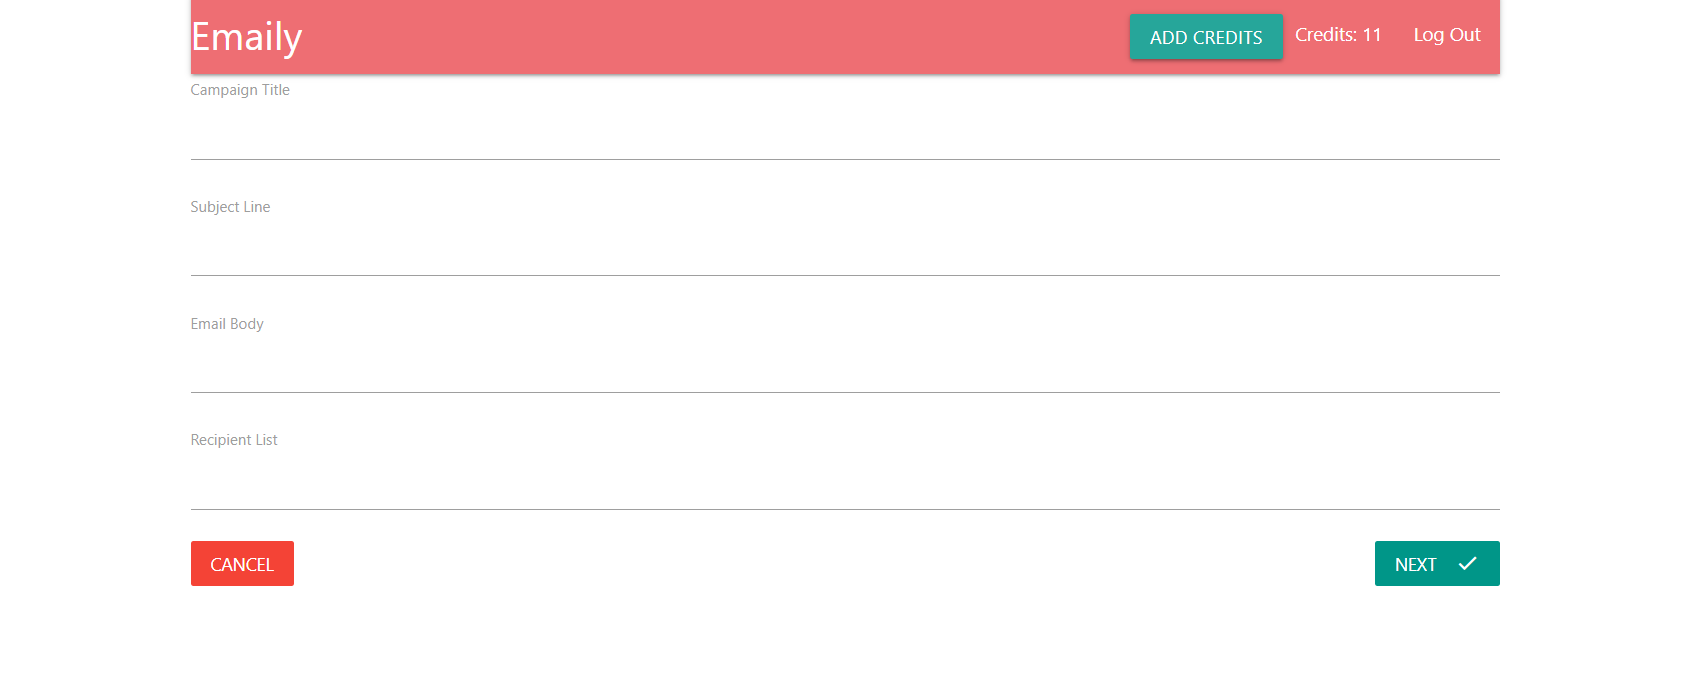 Emaily
ADD CREDITS
Credits: 11
Log Out
Campaign Title
Subject Line
Email Body
Recipient List
CANCEL
NEXT